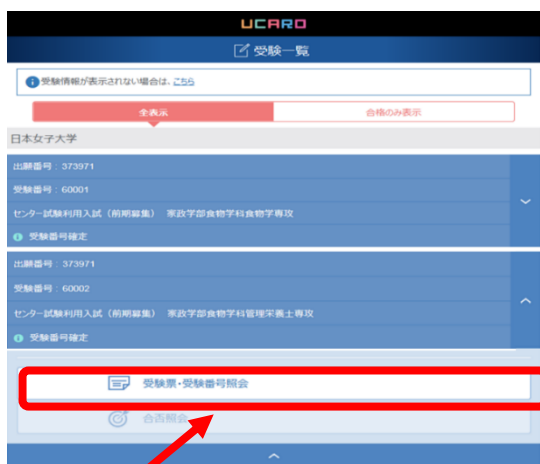 UCARO
受験一覧
受験情報が表示されない場合は、こちら
全表示
合格のみ表示
日本女子大学
出願番号：373971
受験番号：60001
センター試験利用入試（前期募集） 家政学部食物学科食物学専攻
受験番号確定
出願番号：373971
受験番号：60002
センター試験利用入試（前期募集） 家政学部食物学科管理栄養士専攻
受験番号確定
受験票・受験番号照会
合否照会